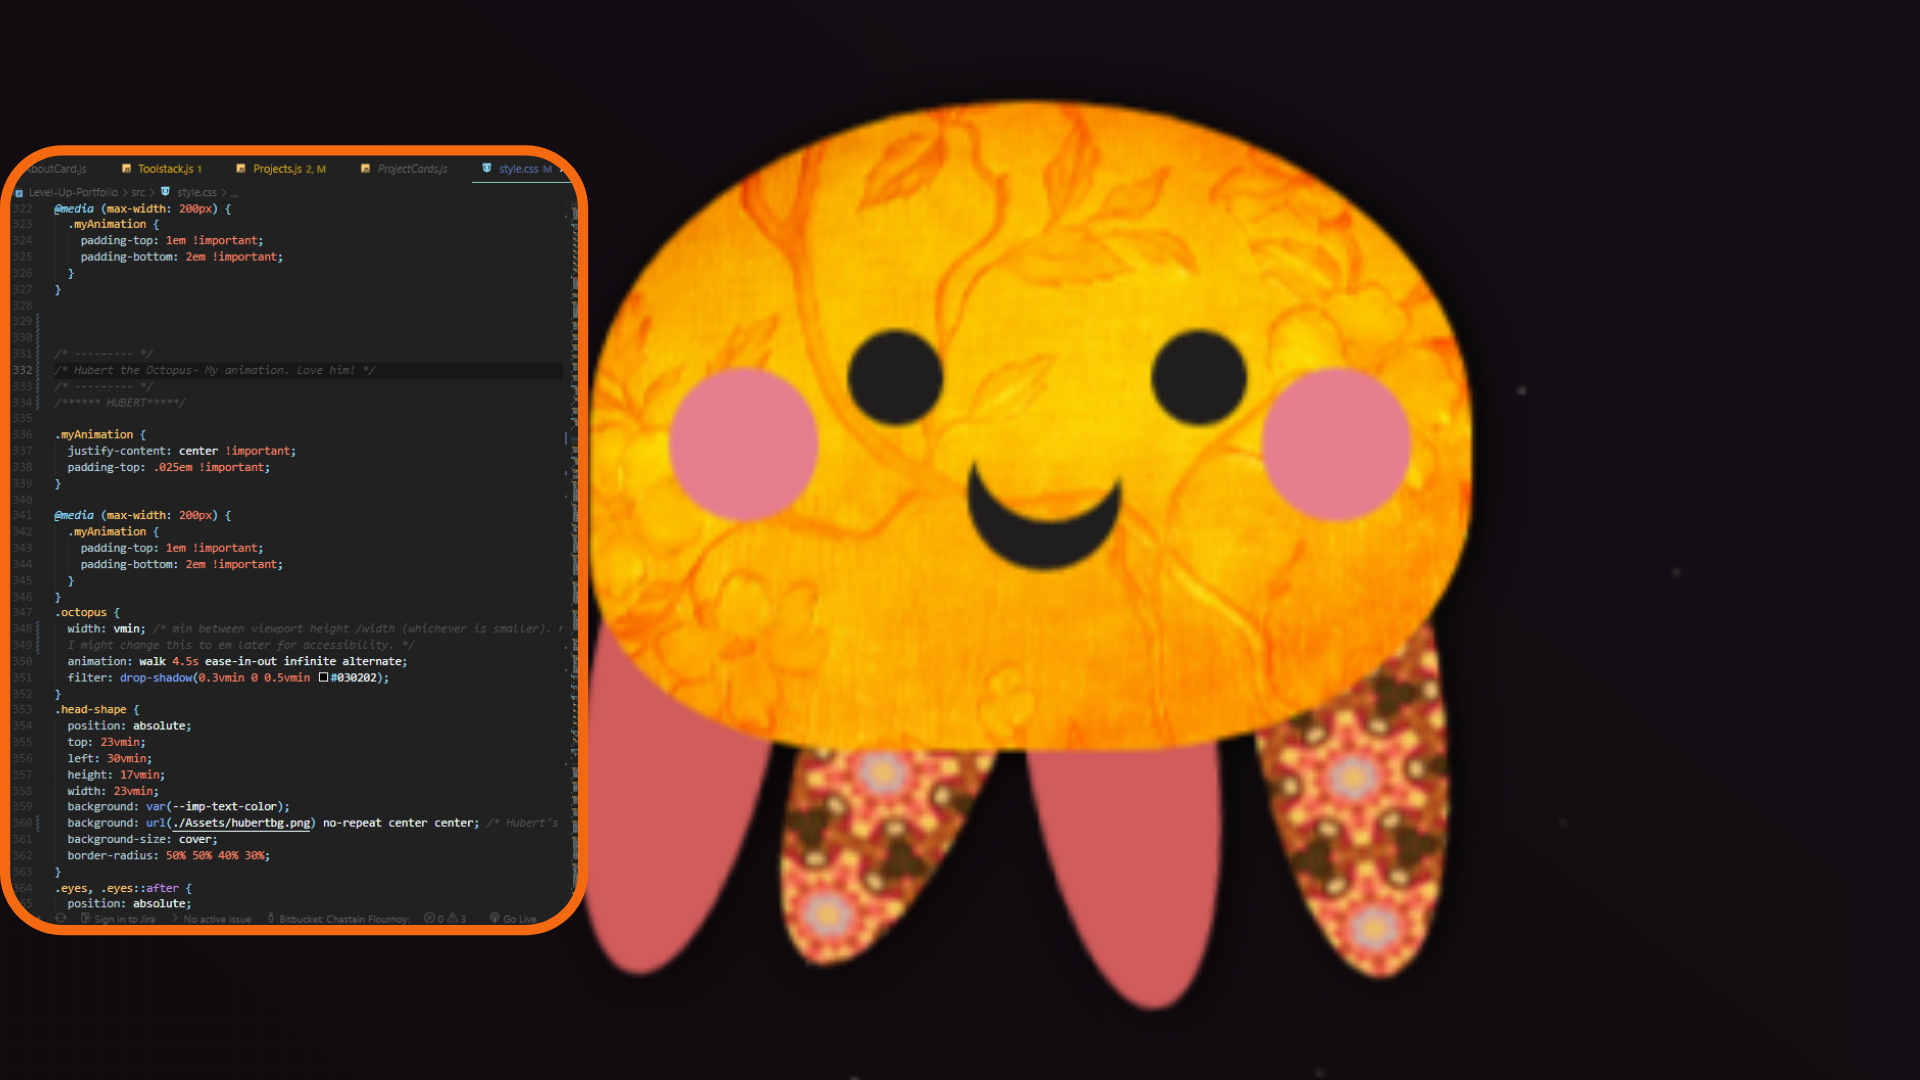 AboutCard.js Toolstack.js 1 Projects.js 2, M ProjectCards.js style.css M
Level-Up-Portfolio > src > style.css > ...
322 @media (max-width: 200px) {
323 .myAnimation {
324 padding-top: 1em !important;
325 padding-bottom: 2em !important;
326 }
327 }
328
329
330
331 /* --------- */
332 /* Hubert the Octopus- My animation. Love him! */
333 /* --------- */
334 /****** HUBERT*****/
335
336 .myAnimation {
337 justify-content: center !important;
338 padding-top: .025em !important;
339 }
340
341 @media (max-width: 200px) {
342 .myAnimation {
343 padding-top: 1em !important;
344 padding-bottom: 2em !important;
345 }
346 }
347 .octopus {
348 width: vmin; /* min between viewport height /width (whichever is smaller).
349 I might change this to em later for accessibility. */
350 animation: walk 4.5s ease-in-out infinite alternate;
351 filter: drop-shadow(0.3vmin 0 0.5vmin #030202);
352 }
353 .head-shape {
354 position: absolute;
355 top: 23vmin;
356 left: 30vmin;
357 height: 17vmin;
358 width: 23vmin;
359 background: var(--imp-text-color);
360 background: url(./Assets/hubertbg.png) no-repeat center center; /* Hubert's
361 background-size: cover;
362 border-radius: 50% 50% 40% 30%;
363 }
364 .eyes, .eyes::after {
65 position: absolute;
Sign in to Jira No active issue Bitbucket: Chastain Flournoy: 0 3 Go Live